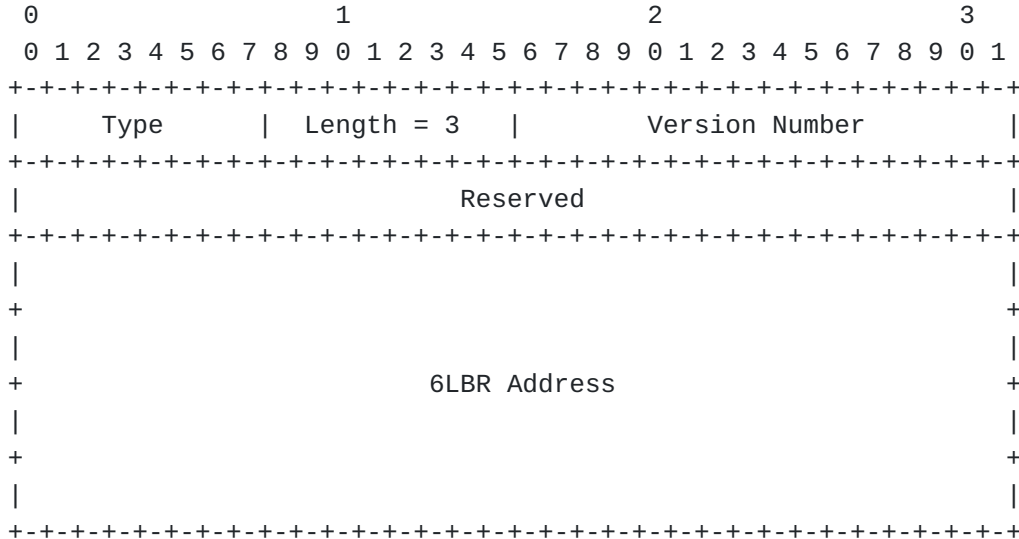 0                   1                   2                   3
 0 1 2 3 4 5 6 7 8 9 0 1 2 3 4 5 6 7 8 9 0 1 2 3 4 5 6 7 8 9 0 1
+-+-+-+-+-+-+-+-+-+-+-+-+-+-+-+-+-+-+-+-+-+-+-+-+-+-+-+-+-+-+-+-+
|     Type      |  Length = 3   |        Version Number         |
+-+-+-+-+-+-+-+-+-+-+-+-+-+-+-+-+-+-+-+-+-+-+-+-+-+-+-+-+-+-+-+-+
|                            Reserved                           |
+-+-+-+-+-+-+-+-+-+-+-+-+-+-+-+-+-+-+-+-+-+-+-+-+-+-+-+-+-+-+-+-+
|                                                               |
+                                                               +
|                                                               |
+                          6LBR Address                         +
|                                                               |
+                                                               +
|                                                               |
+-+-+-+-+-+-+-+-+-+-+-+-+-+-+-+-+-+-+-+-+-+-+-+-+-+-+-+-+-+-+-+-+